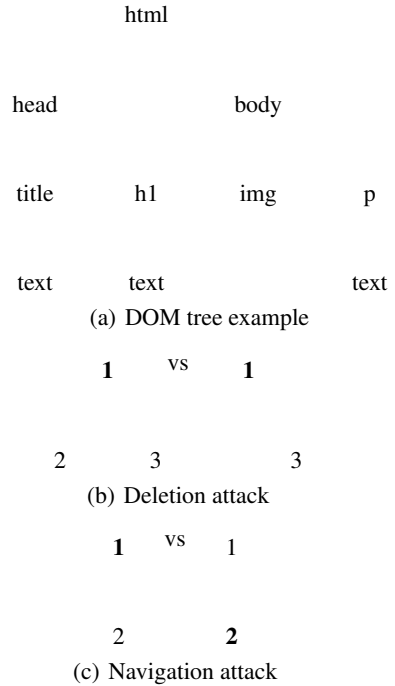 html
head body
title h1 img p
text text text
(a) DOM tree example
1 vs 1
2 3 3
(b) Deletion attack
1 vs 1
2 2
(c) Navigation attack